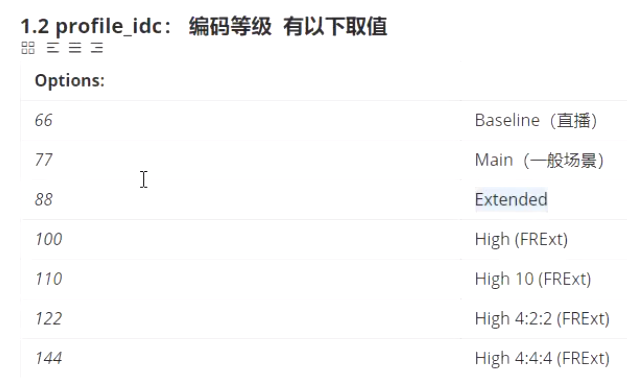 1.2 profile_idc： 编码等级 有以下取值
Options:
66 Baseline（直播）
77 Main（一般场景）
88 Extended
100 High (FRExt)
110 High 10 (FRExt)
122 High 4:2:2 (FRExt)
144 High 4:4:4 (FRExt)